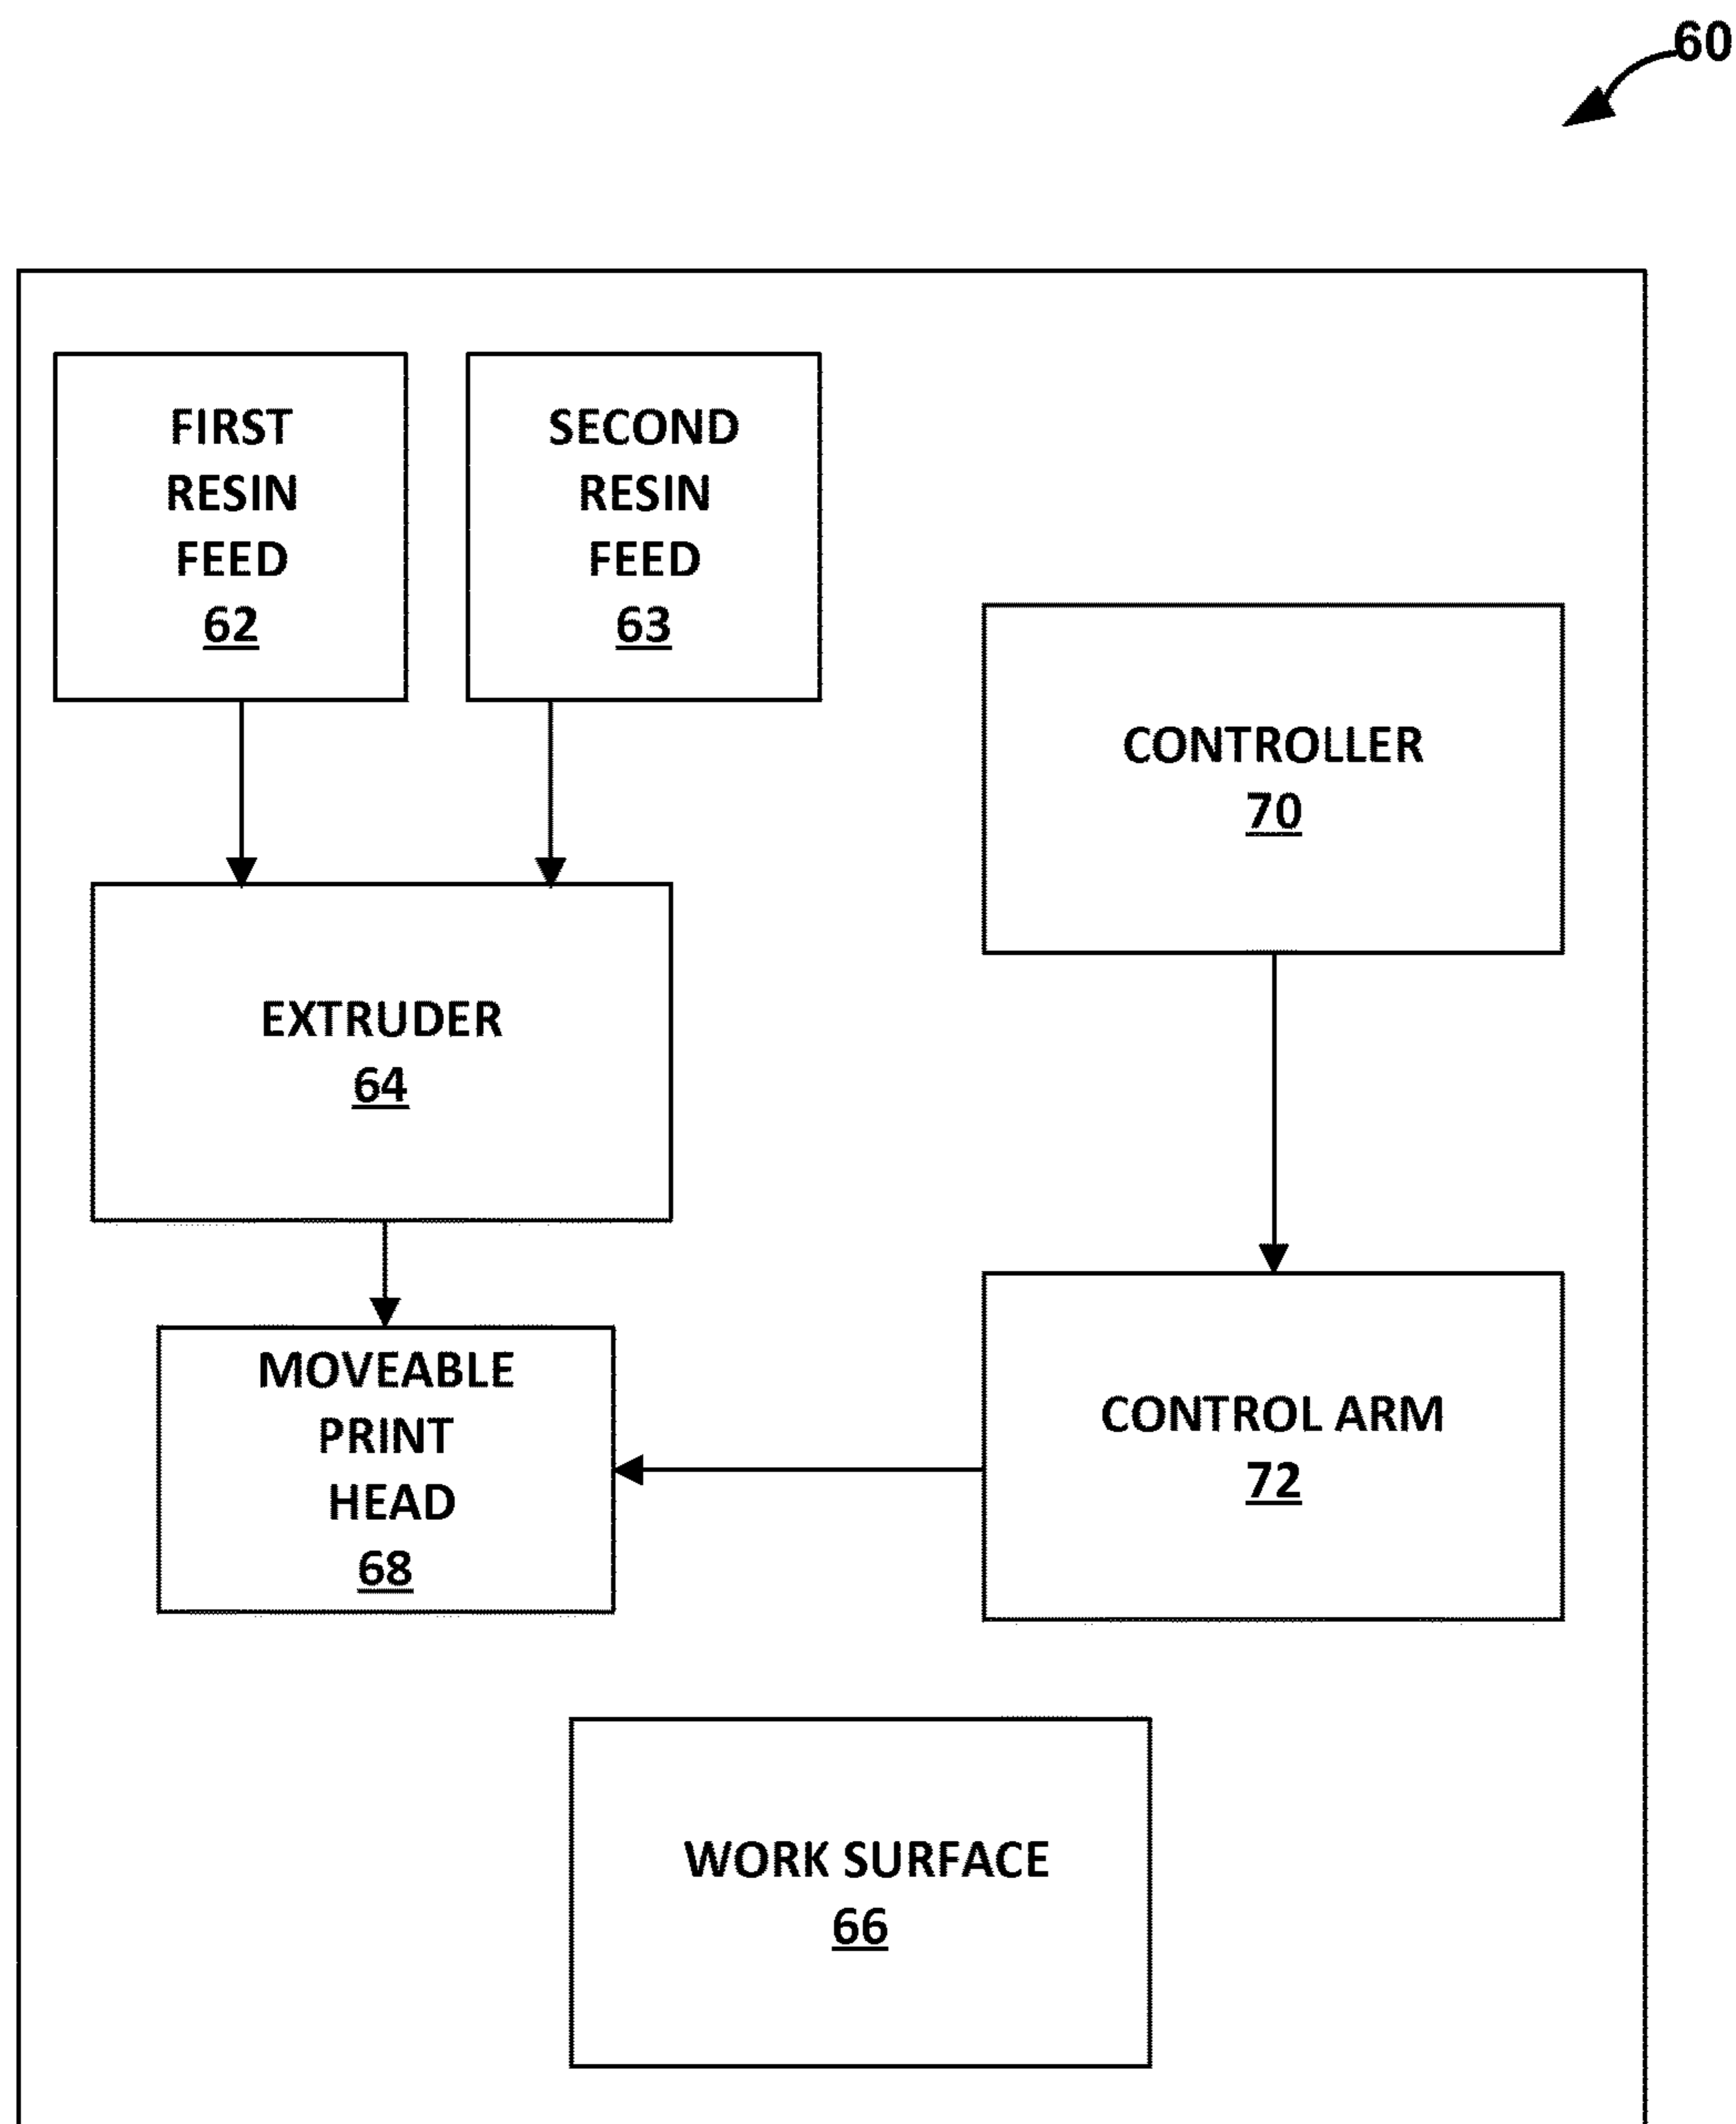 60
FIRST
RESIN
FEED
62
SECOND
RESIN
FEED
63
CONTROLLER
70
EXTRUDER
64
MOVEABLE
PRINT
HEAD
68
CONTROL ARM
72
WORK SURFACE
66